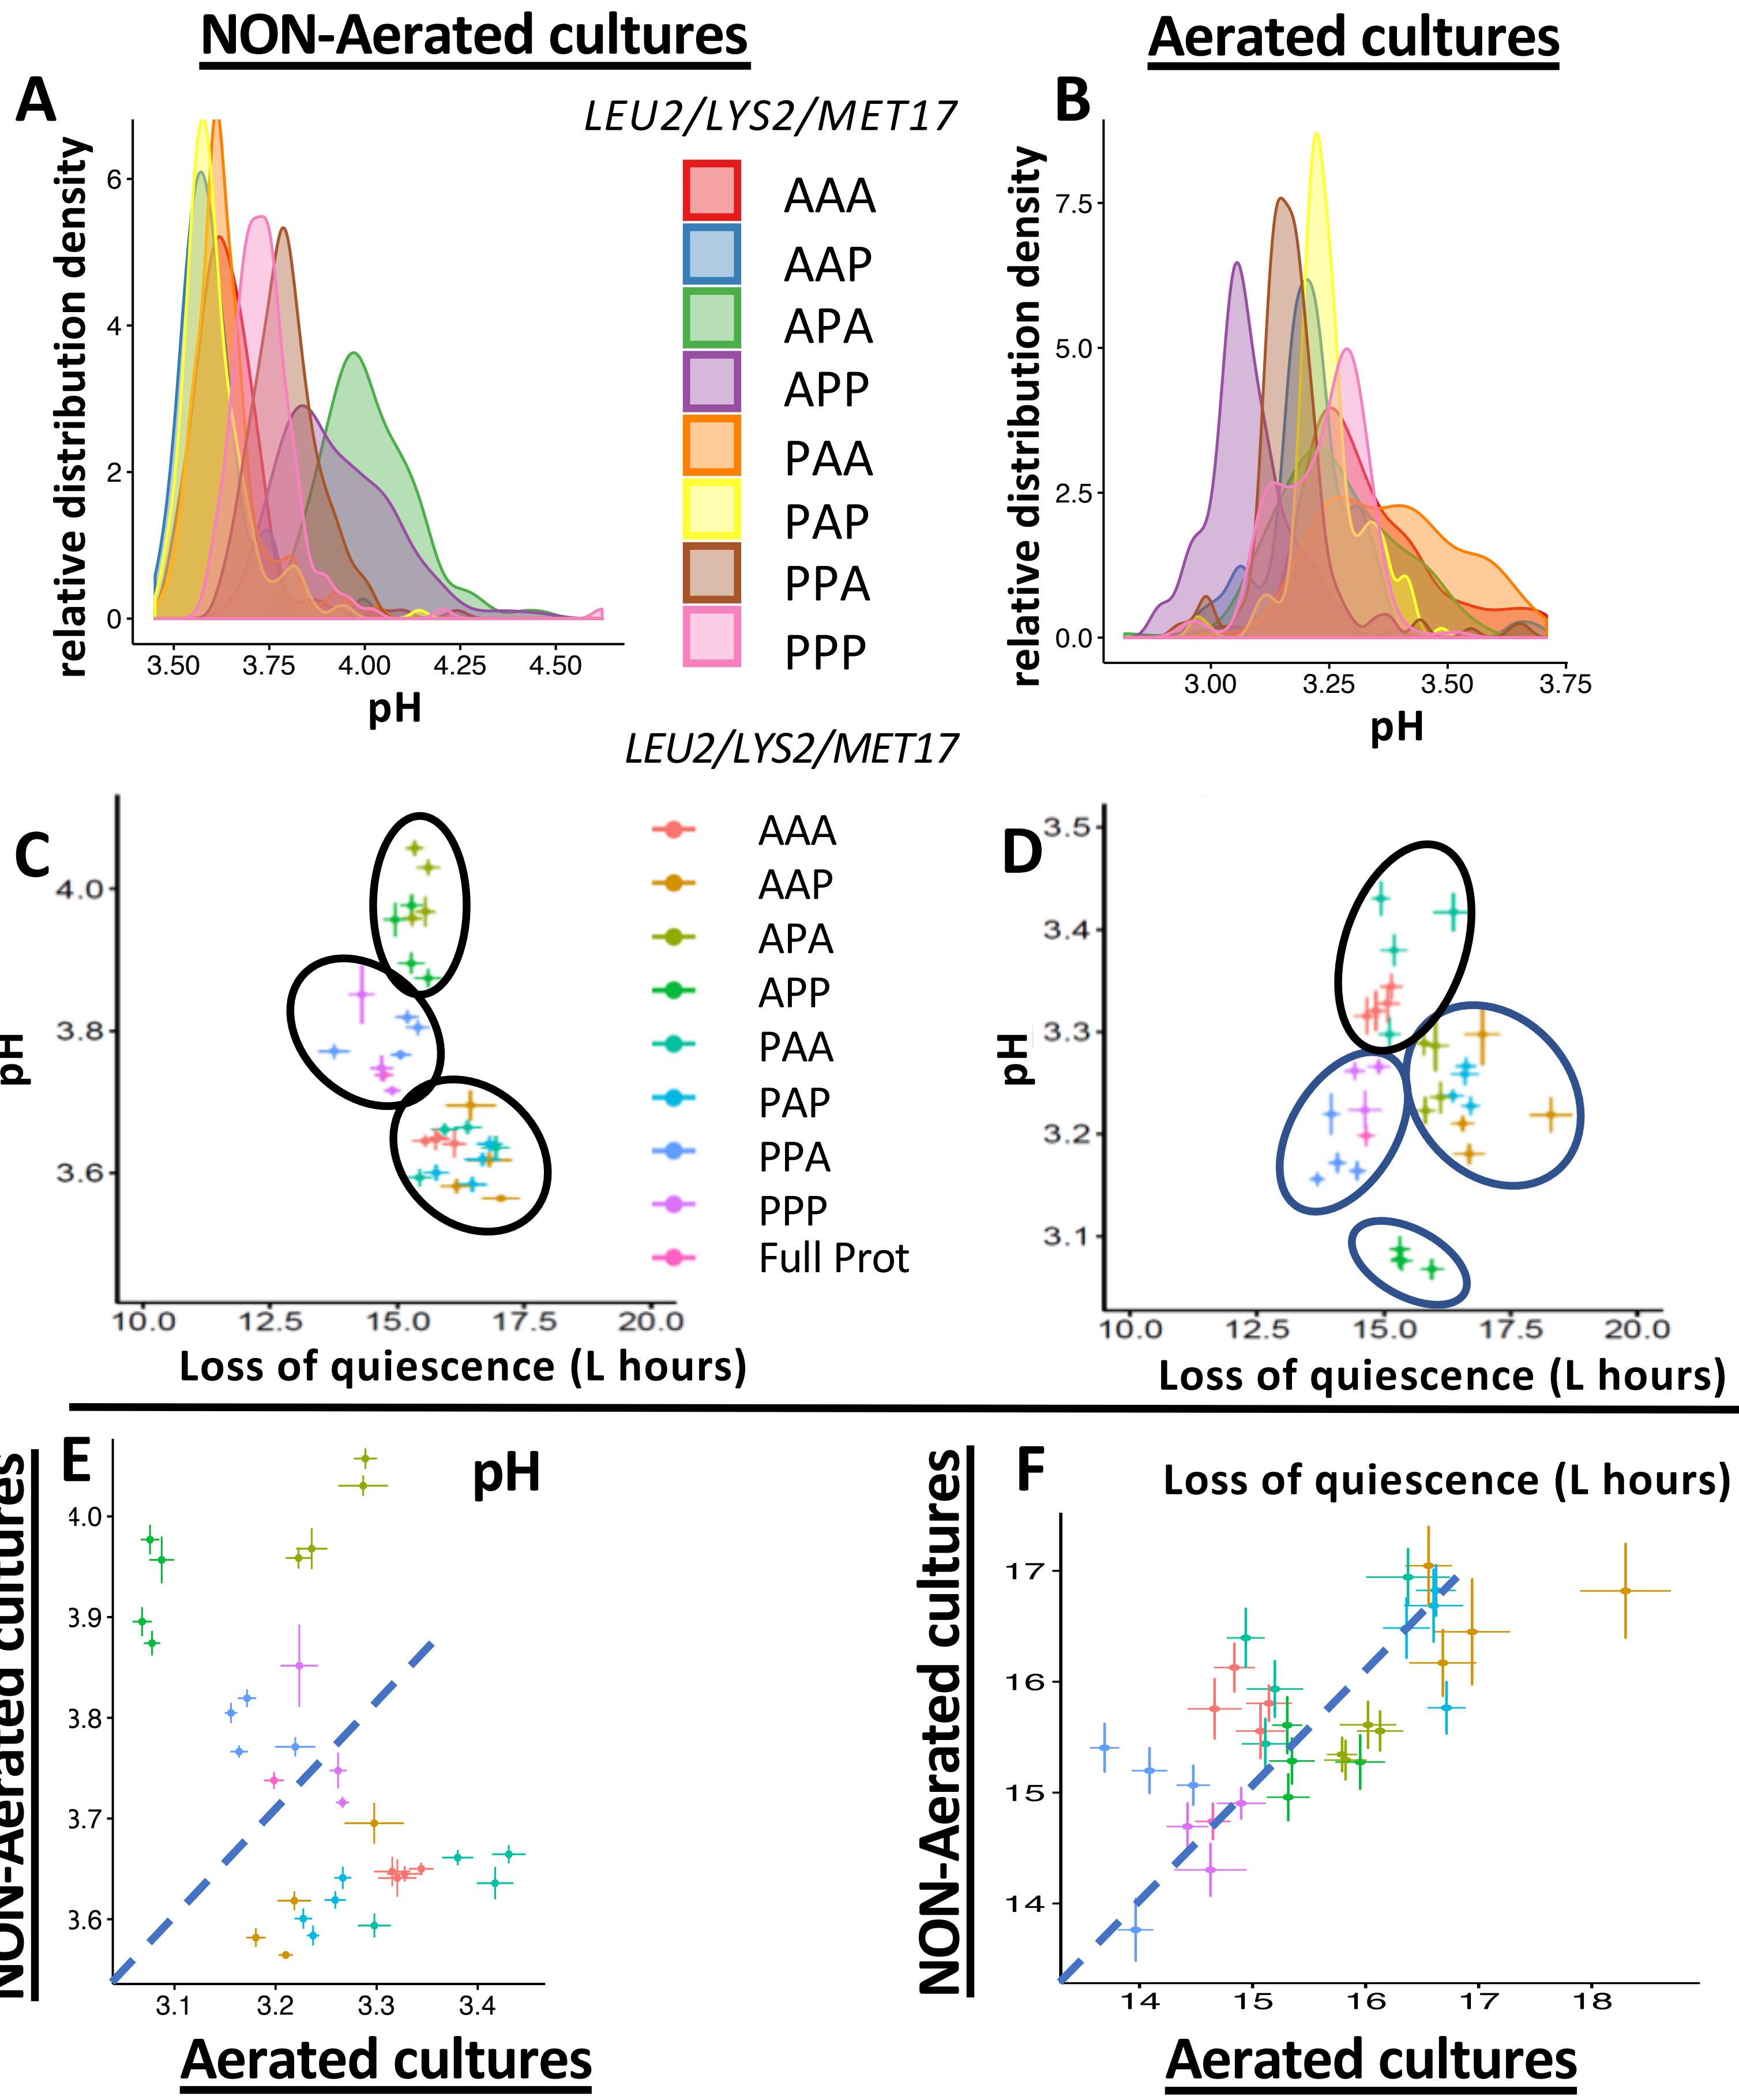 NON-Aerated cultures
Aerated cultures
A
LEU2/LYS2/MET17
B
relative distribution density
6
4
2
0
3.50 3.75 4.00 4.25 4.50
pH
AAA
AAP
APA
APP
PAA
PAP
PPA
PPP
relative distribution density
7.5
5.0
2.5
0.0
3.00 3.25 3.50 3.75
pH
LEU2/LYS2/MET17
C
pH
4.0
3.8
3.6
10.0 12.5 15.0 17.5 20.0
Loss of quiescence (L hours)
AAA
AAP
APA
APP
PAA
PAP
PPA
PPP
Full Prot
D
pH
3.5
3.4
3.3
3.2
3.1
10.0 12.5 15.0 17.5 20.0
Loss of quiescence (L hours)
E
pH
NON-Aerated cultures
4.0
3.9
3.8
3.7
3.6
3.1 3.2 3.3 3.4
Aerated cultures
F
Loss of quiescence (L hours)
NON-Aerated cultures
17
16
15
14
14 15 16 17 18
Aerated cultures